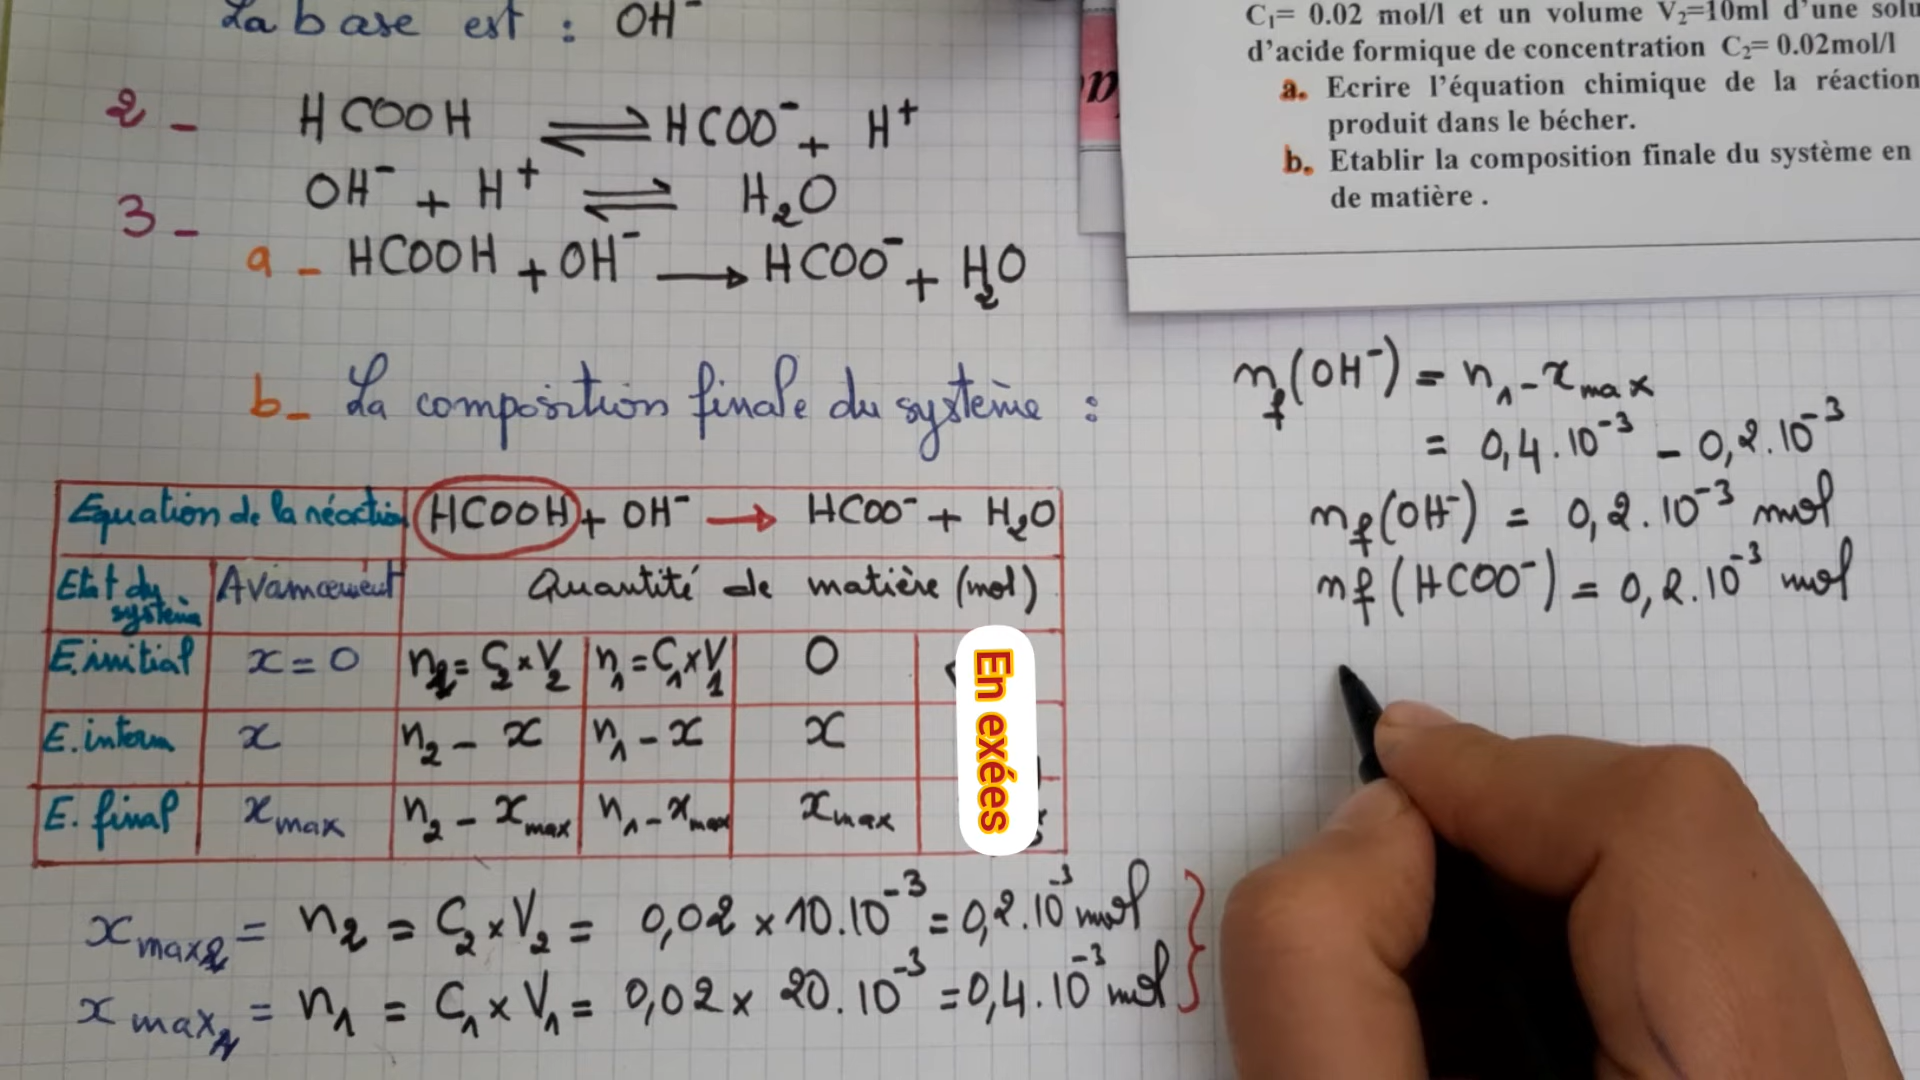 La base est : OH⁻
2- HCOOH ⇌ HCOO⁻ + H⁺
OH⁻ + H⁺ ⇌ H₂O
3-
a- HCOOH + OH⁻ → HCOO⁻ + H₂O
b- La composition finale du système :
Equation de la réaction HCOOH + OH⁻ → HCOO⁻ + H₂O
Etat du système Avancement Quantité de matière (mol)
E.initial x = 0 n₂ = C₂ × V₂ n₁ = C₁ × V₁ 0
E.interm x n₂ - x n₁ - x x
E. final xmax n₂ - xmax n₁ - xmax xmax
En exées
xmax₂ = n₂ = C₂ × V₂ = 0,02 × 10.10⁻³ = 0,2.10⁻³ mol
xmax₁ = n₁ = C₁ × V₁ = 0,02 × 20.10⁻³ = 0,4.10⁻³ mol
C₁= 0.02 mol/l et un volume V₂=10ml d'une solu
d'acide formique de concentration C₂= 0.02mol/l
a. Ecrire l'équation chimique de la réaction
produit dans le bécher.
b. Etablir la composition finale du système en
de matière .
nf(OH⁻) = n₁ - xmax
= 0,4.10⁻³ - 0,2.10⁻³
nf(OH⁻) = 0,2.10⁻³ mol
nf(HCOO⁻) = 0,2.10⁻³ mol